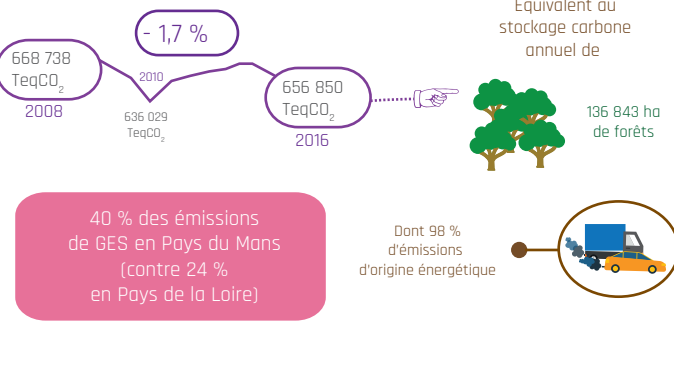 Équivalent au
stockage carbone
annuel de
- 1,7 %
668 738
TeqCO2
2008
2010
636 029
TeqCO2
656 850
TeqCO2
2016
136 843 ha
de forêts
40 % des émissions
de GES en Pays du Mans
(contre 24 %
en Pays de la Loire)
Dont 98 %
d'émissions
d'origine énergétique